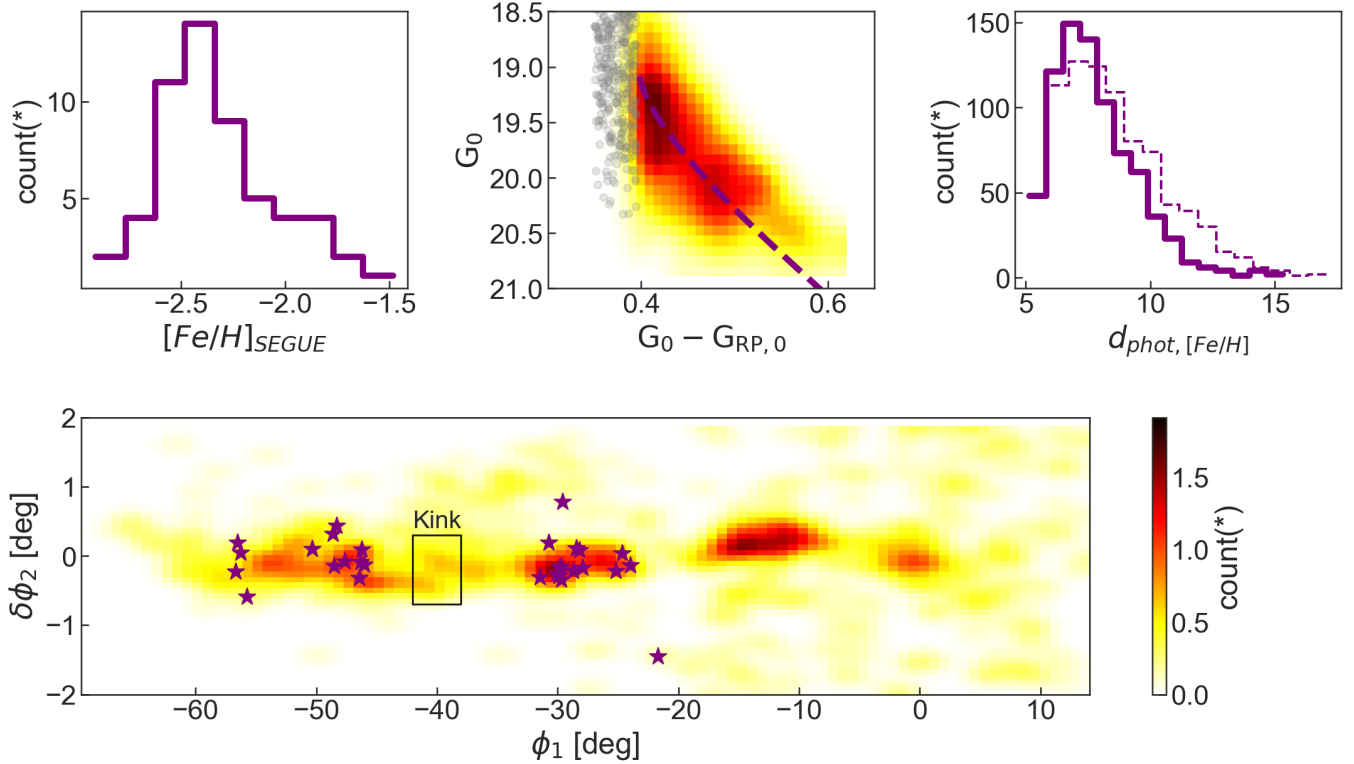 count(*)
10
5
−2.5 −2.0 −1.5
[Fe/H]SEGUE
G0
18.5
19.0
19.5
20.0
20.5
21.0
0.4 0.6
G0 − GRP, 0
count(*)
150
100
50
0
5 10 15
dphot, [Fe/H]
δϕ2 [deg]
2
1
0
−1
−2
Kink
−60 −50 −40 −30 −20 −10 0 10
ϕ1 [deg]
1.5
1.0
0.5
0.0
count(*)